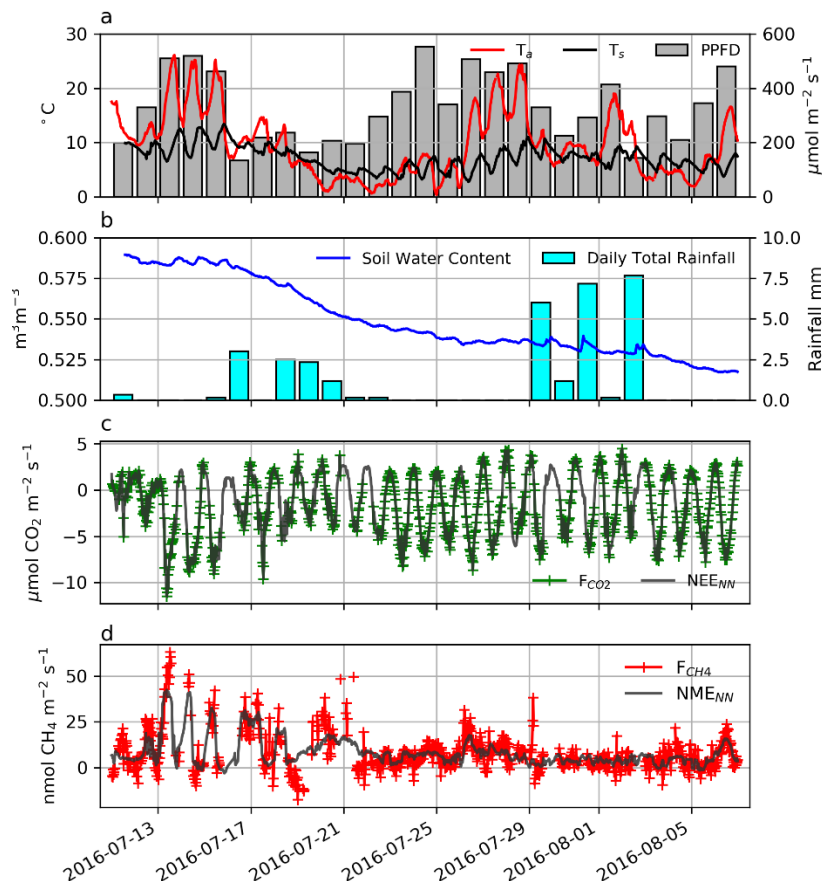 a
30
20
10
0
°C
Tₐ
Tₛ
PPFD
600
400
200
0
μmol m⁻² s⁻¹
b
0.600
0.575
0.550
0.525
0.500
m³m⁻³
Soil Water Content
Daily Total Rainfall
10.0
7.5
5.0
2.5
0.0
Rainfall mm
c
5
0
−5
−10
μmol CO₂ m⁻² s⁻¹
F_CO2
NEE_NN
d
50
25
0
nmol CH₄ m⁻² s⁻¹
F_CH4
NME_NN
2016-07-13
2016-07-17
2016-07-21
2016-07-25
2016-07-29
2016-08-01
2016-08-05